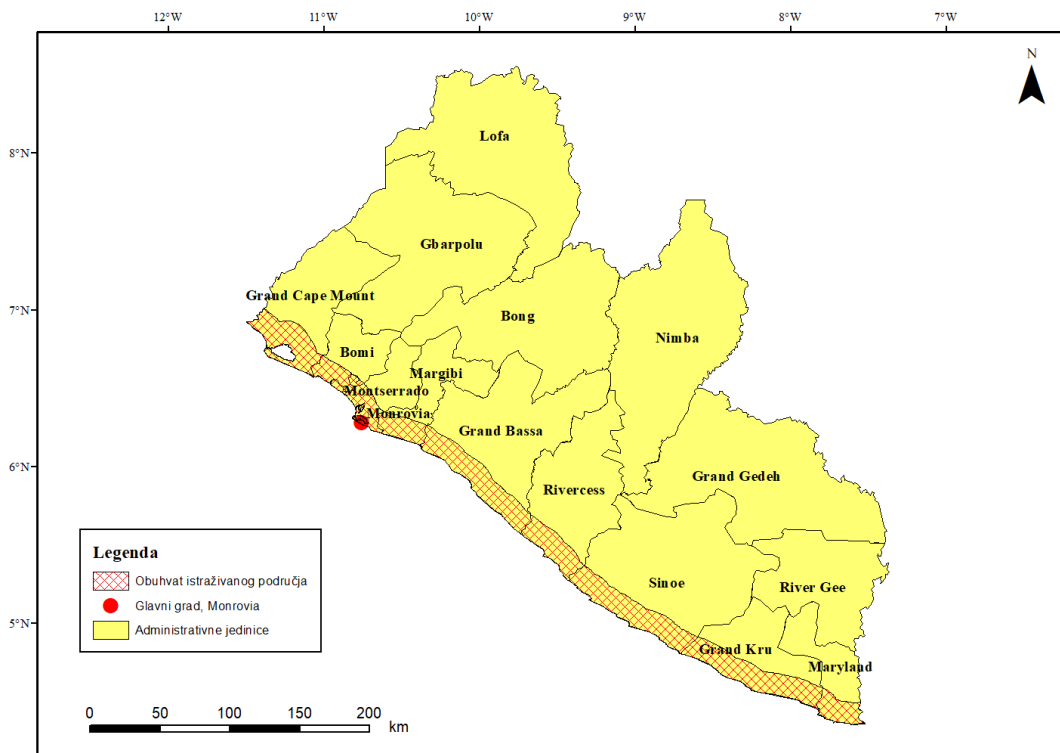 12°W 11°W 10°W 9°W 8°W 7°W
N
8°N
7°N
6°N
5°N
Lofa
Gbarpolu
Grand Cape Mount
Bong
Nimba
Bomi
Margibi
Montserrado
Monrovia
Grand Bassa
Grand Gedeh
Rivercess
Sinoe
River Gee
Grand Kru
Maryland
Legenda
Obuhvat istraživanog područja
Glavni grad, Monrovia
Administrativne jedinice
0 50 100 150 200
km